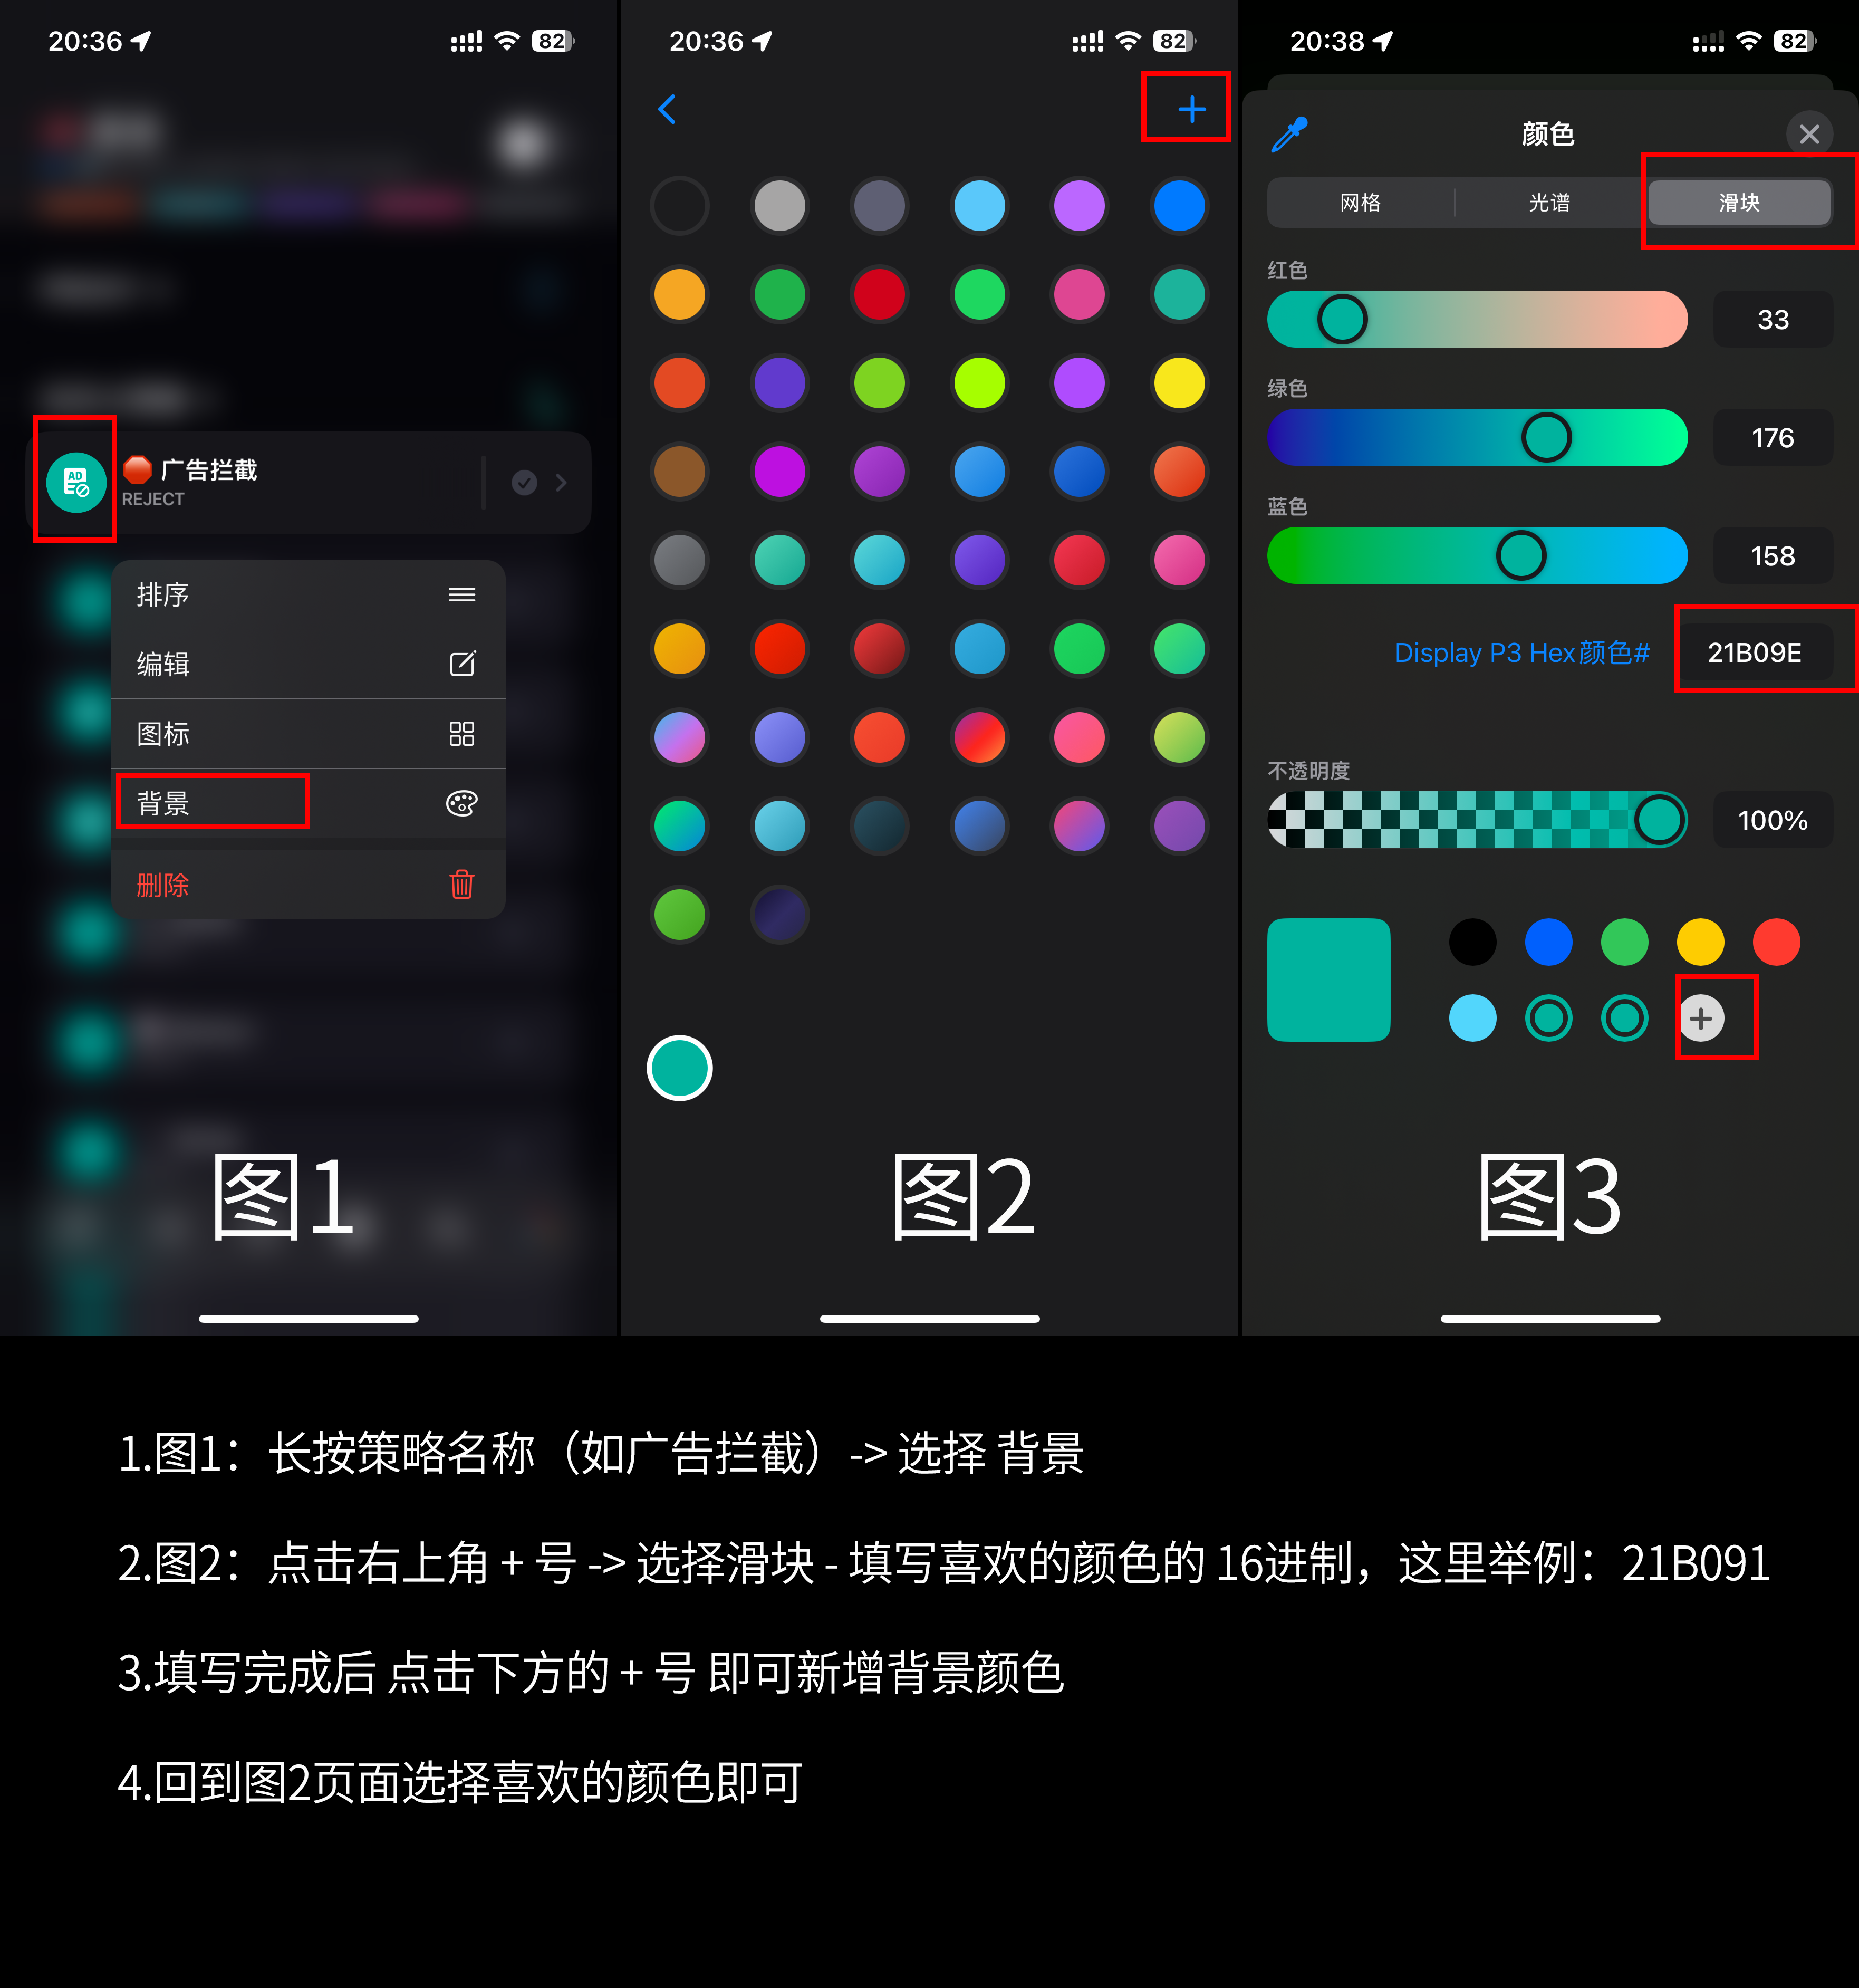 20:36
82
广告拦截
REJECT
排序
编辑
图标
背景
删除
图1
20:36
82
图2
20:38
82
颜色
网格
光谱
滑块
红色
33
绿色
176
蓝色
158
Display P3 Hex颜色#
21B09E
不透明度
100%
图3
1.图1：长按策略名称（如广告拦截）-> 选择 背景
2.图2：点击右上角 + 号 -> 选择滑块 - 填写喜欢的颜色的 16进制，这里举例：21B091
3.填写完成后 点击下方的 + 号 即可新增背景颜色
4.回到图2页面选择喜欢的颜色即可